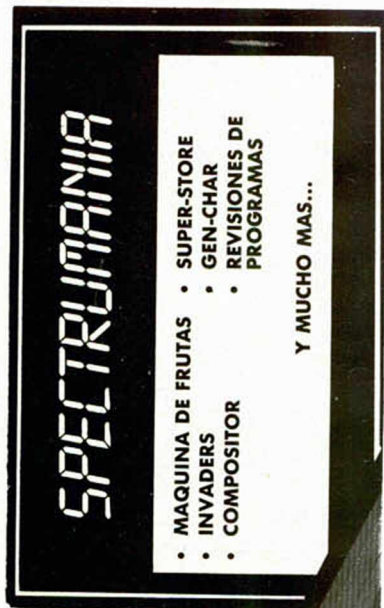 SPECTRUMANIA
• MAQUINA DE FRUTAS
• INVADERS
• COMPOSITOR
• SUPER-STORE
• GEN-CHAR
• REVISIONES DE
PROGRAMAS
Y MUCHO MAS...